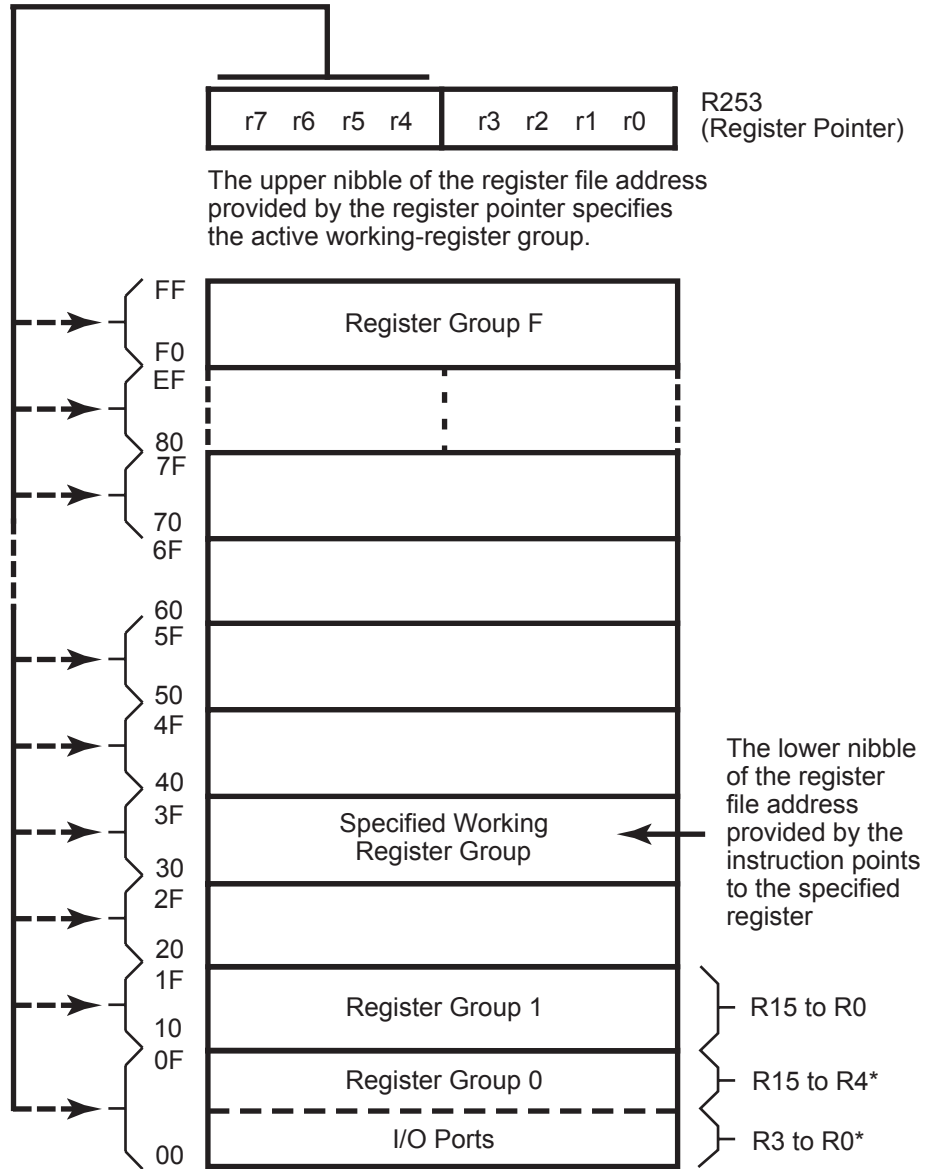 r7 r6 r5 r4 r3 r2 r1 r0
R253
(Register Pointer)
The upper nibble of the register file address
provided by the register pointer specifies
the active working-register group.
FF
Register Group F
F0
EF
80
7F
70
6F
60
5F
50
4F
40
3F
Specified Working
Register Group
30
The lower nibble
of the register
file address
provided by the
instruction points
to the specified
register
2F
20
1F
Register Group 1
R15 to R0
10
0F
Register Group 0
R15 to R4*
I/O Ports
R3 to R0*
00